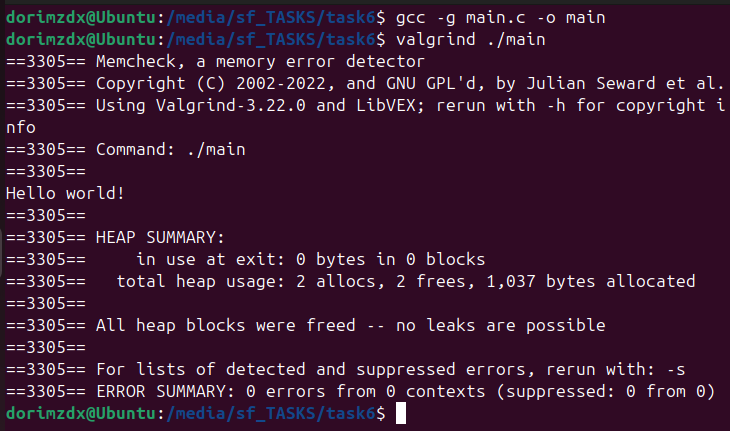 dorimzdx@Ubuntu:/media/sf_TASKS/task6$ gcc -g main.c -o main
dorimzdx@Ubuntu:/media/sf_TASKS/task6$ valgrind ./main
==3305== Memcheck, a memory error detector
==3305== Copyright (C) 2002-2022, and GNU GPL'd, by Julian Seward et al.
==3305== Using Valgrind-3.22.0 and LibVEX; rerun with -h for copyright i
nfo
==3305== Command: ./main
==3305==
Hello world!
==3305==
==3305== HEAP SUMMARY:
==3305==     in use at exit: 0 bytes in 0 blocks
==3305==   total heap usage: 2 allocs, 2 frees, 1,037 bytes allocated
==3305==
==3305== All heap blocks were freed -- no leaks are possible
==3305==
==3305== For lists of detected and suppressed errors, rerun with: -s
==3305== ERROR SUMMARY: 0 errors from 0 contexts (suppressed: 0 from 0)
dorimzdx@Ubuntu:/media/sf_TASKS/task6$